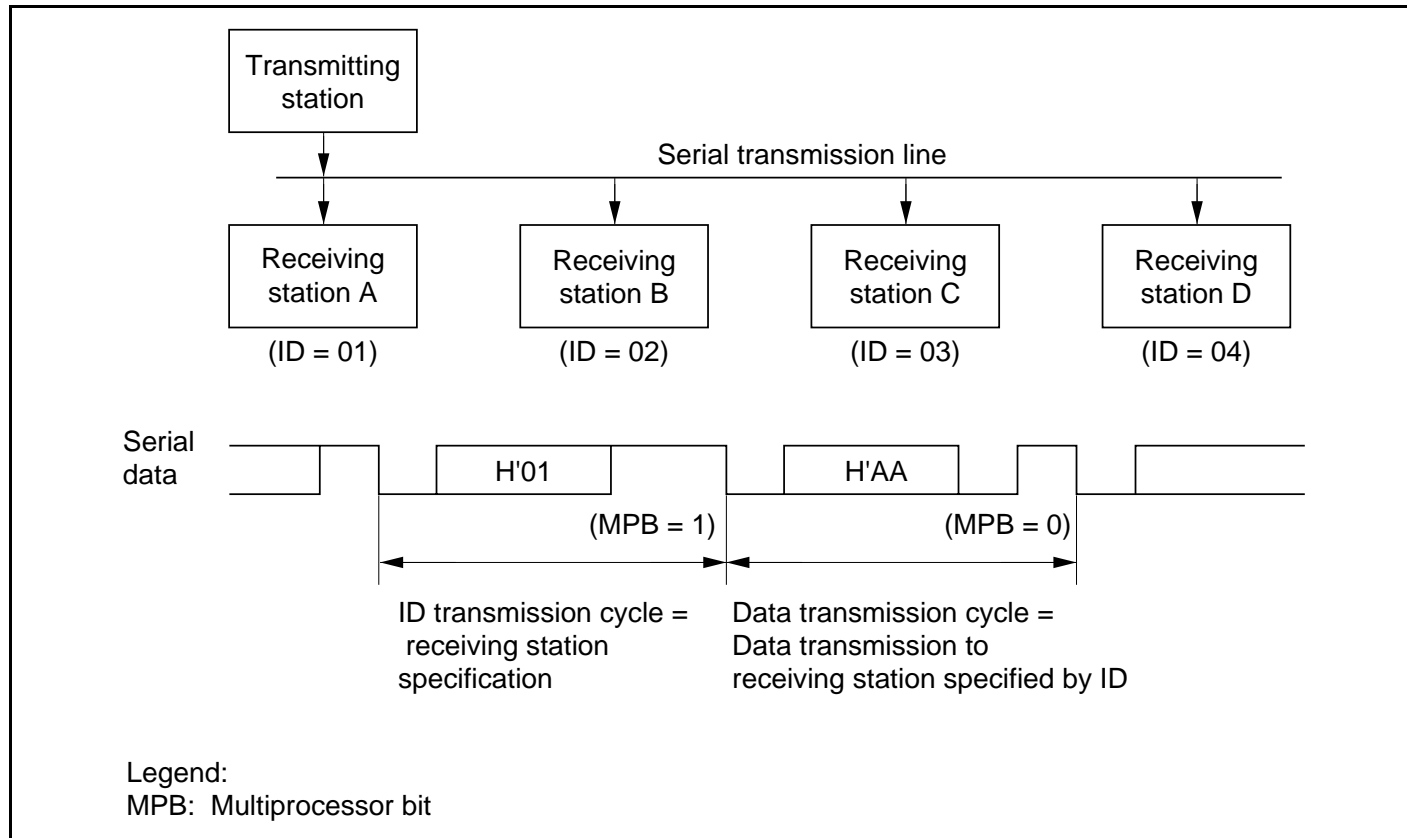 Transmitting
station
Serial transmission line
Receiving
station A
Receiving
station B
Receiving
station C
Receiving
station D
(ID = 01)
(ID = 02)
(ID = 03)
(ID = 04)
Serial
data
H'01
H'AA
(MPB = 1)
(MPB = 0)
ID transmission cycle =
receiving station
specification
Data transmission cycle =
Data transmission to
receiving station specified by ID
Legend:
MPB: Multiprocessor bit